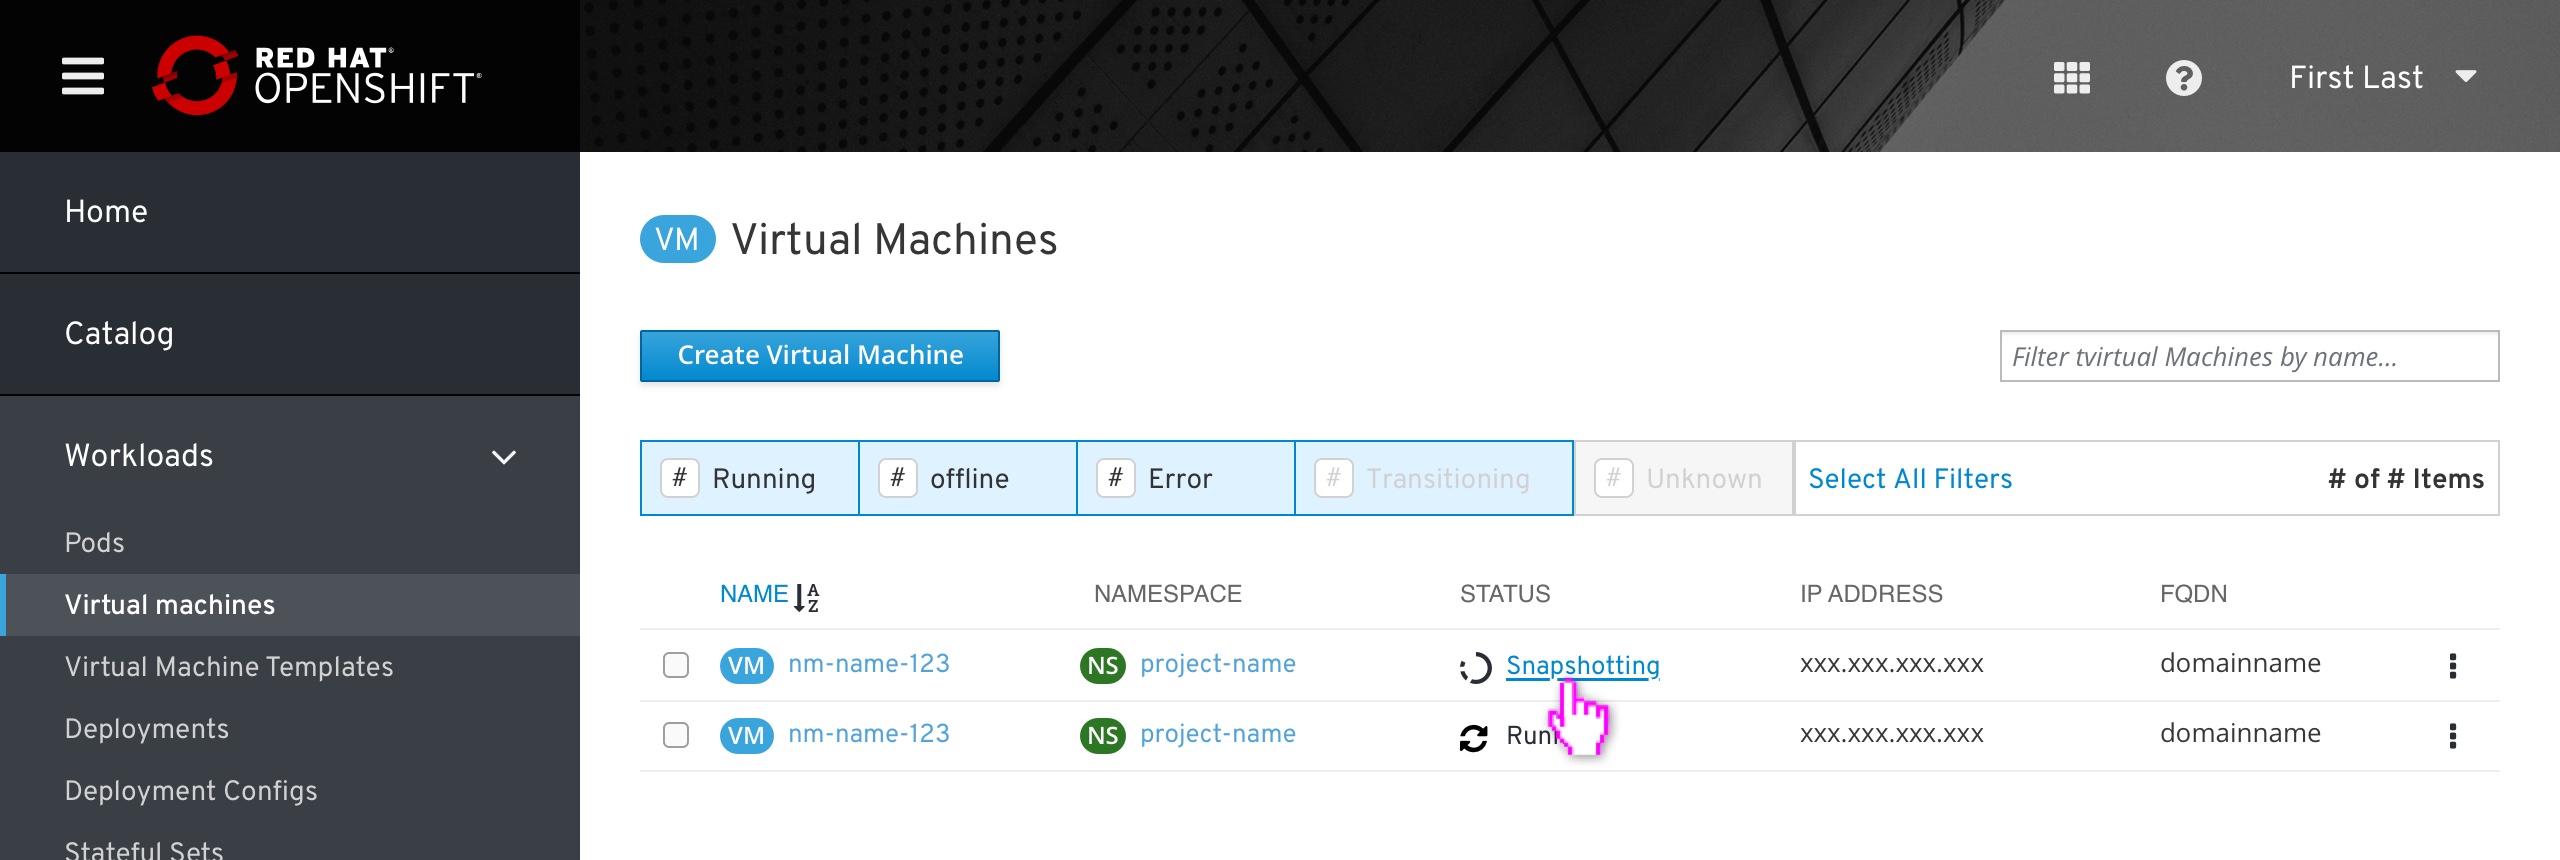 RED HAT®
OPENSHIFT®
First Last
Home
Catalog
Workloads
Pods
Virtual machines
Virtual Machine Templates
Deployments
Deployment Configs
Stateful Sets
VM Virtual Machines
Create Virtual Machine
Filter tvirtual Machines by name...
# Running # offline # Error # Transitioning # Unknown Select All Filters # of # Items
NAME A Z NAMESPACE STATUS IP ADDRESS FQDN
VM nm-name-123 NS project-name Snapshotting xxx.xxx.xxx.xxx domainname
VM nm-name-123 NS project-name xxx.xxx.xxx.xxx domainname